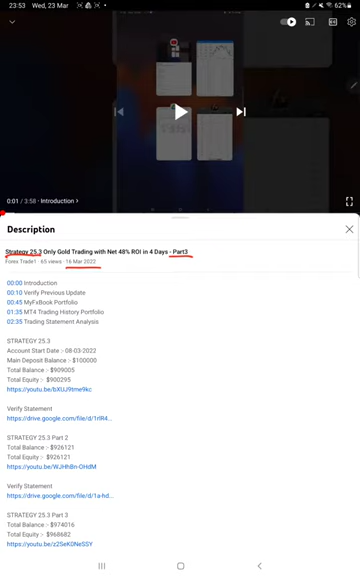 23:53 Wed, 23 Mar
62%
0:01 / 3:58 · Introduction >
Description
Strategy 25.3 Only Gold Trading with Net 48% ROI in 4 Days - Part3
Forex Trade1 · 65 views · 16 Mar 2022
00:00 Introduction
00:10 Verify Previous Update
00:45 MyFxBook Portfolio
01:35 MT4 Trading History Portfolio
02:35 Trading Statement Analysis
STRATEGY 25.3
Account Start Date :- 08-03-2022
Main Deposit Balance :- $100000
Total Balance :- $909005
Total Equity :- $900295
https://youtu.be/bXUJ9tme9kc
Verify Statement
https://drive.google.com/file/d/1rlR4...
STRATEGY 25.3 Part 2
Total Balance :- $926121
Total Equity :- $926121
https://youtu.be/WJHhBn-OHdM
Verify Statement
https://drive.google.com/file/d/1a-hd...
STRATEGY 25.3 Part 3
Total Balance :- $974016
Total Equity :- $968682
https://youtu.be/z2SeK0NeSSY